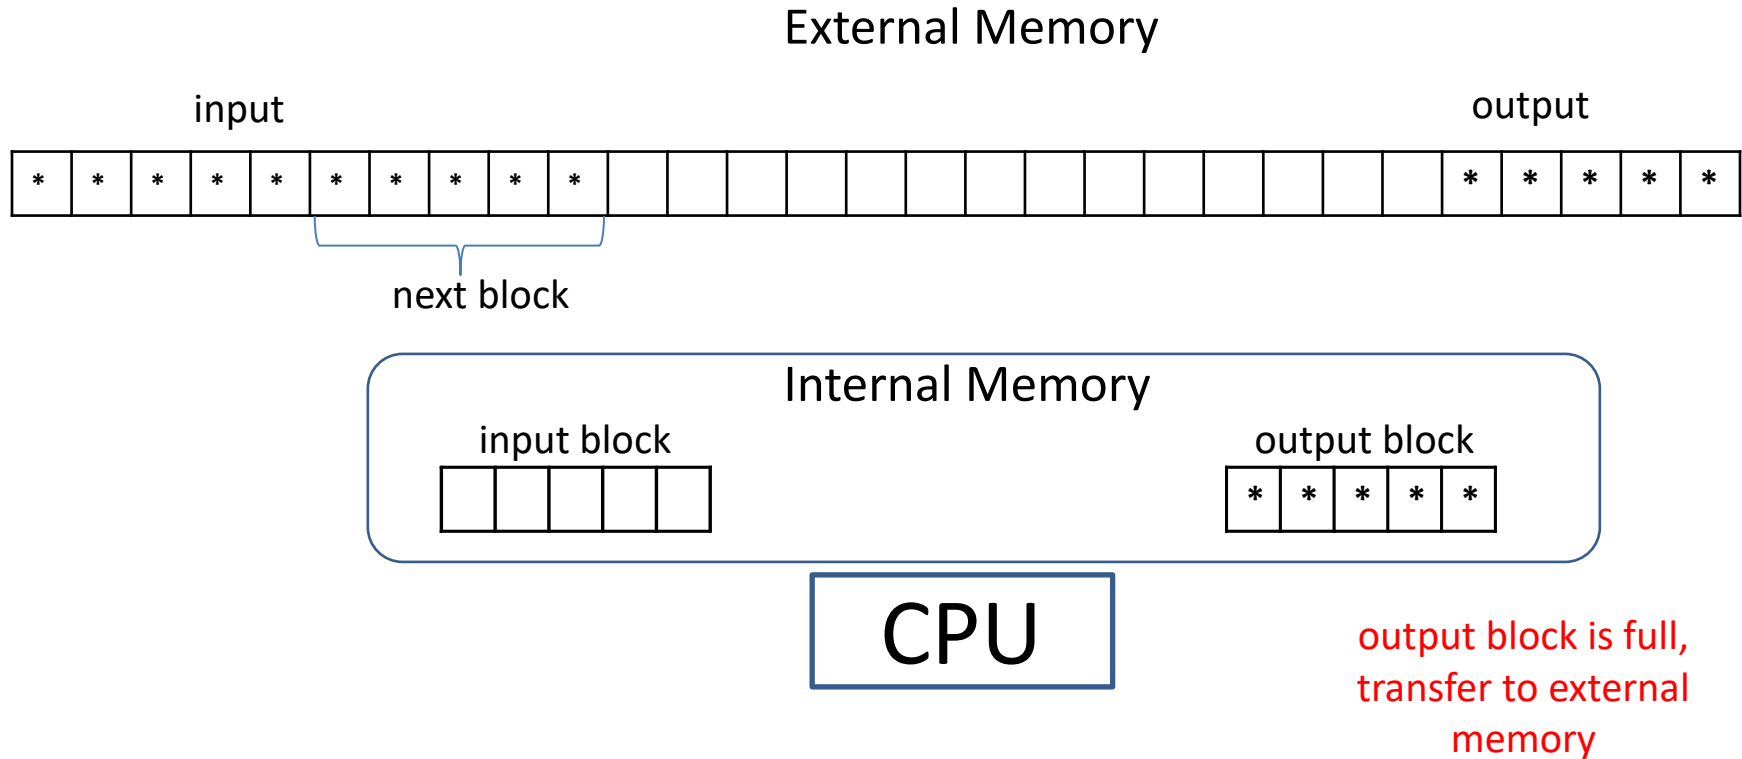 External Memory
input
output
* * * * * * * * * * * * * * *
next block
Internal Memory
input block
output block
* * * * *
CPU
output block is full,
transfer to external
memory